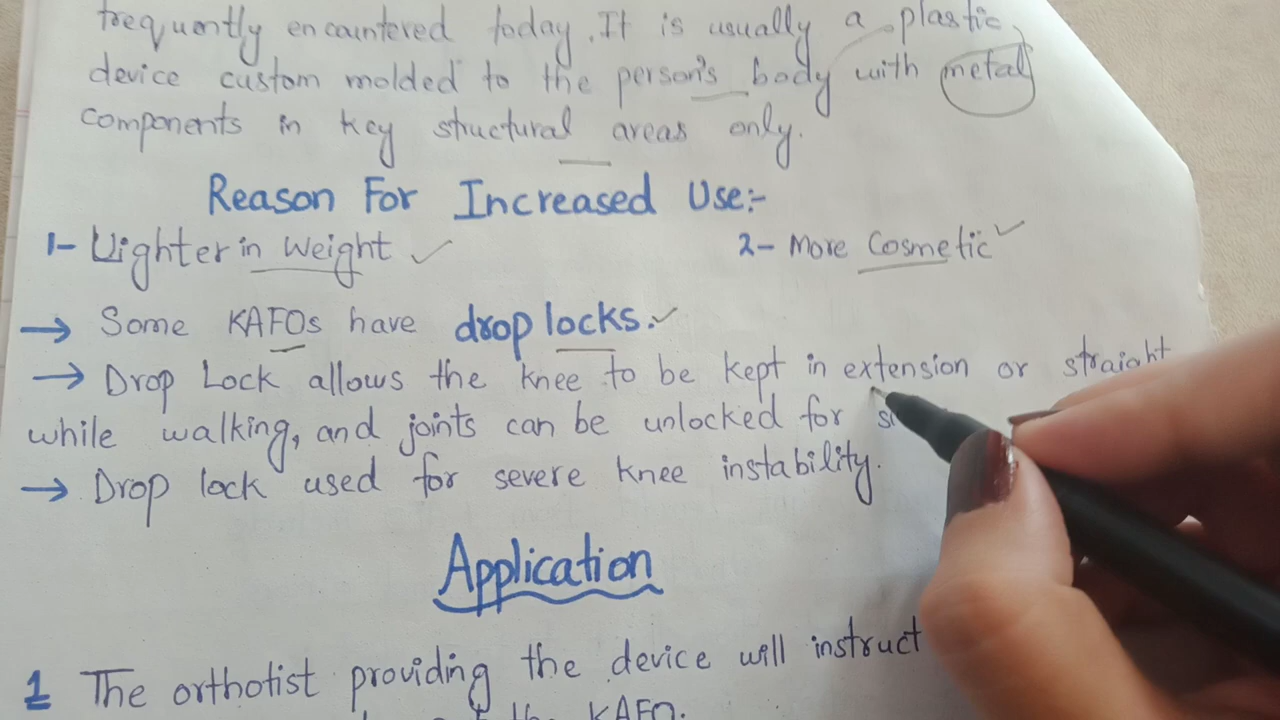 frequently encountered today. It is usually a plastic
device custom molded to the person's body with metal
components in key structural areas only.
Reason For Increased Use:-
1- Lighter in weight
2- More Cosmetic
→ Some KAFOs have drop locks.
→ Drop Lock allows the knee to be kept in extension or straight
while walking, and joints can be unlocked for
→ Drop lock used for severe knee instability.
Application
1 The orthotist providing the device will instruct
the KAFO.